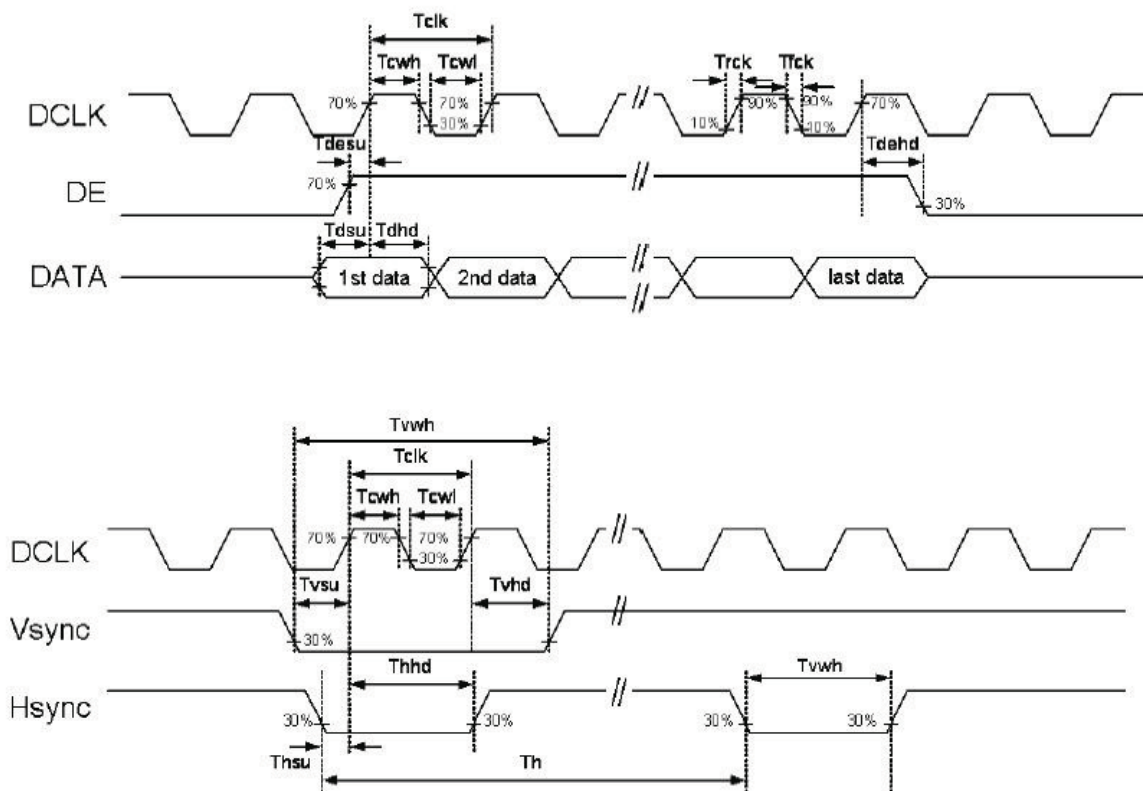 Tclk
Tcwh Tcwl Trck Tfck
DCLK 70% 70% 30% 10% 90% 90% 10% 70%
Tdesu Tdehd
DE 70% 30%
Tdsu Tdhd
DATA 1st data 2nd data last data
Tvwh
Tclk
Tcwh Tcwl
DCLK 70% 70% 70% 30%
Tvsu Tvhd
Vsync 30%
Thhd Tvwh
Hsync 30% 30% 30% 30%
Thsu Th